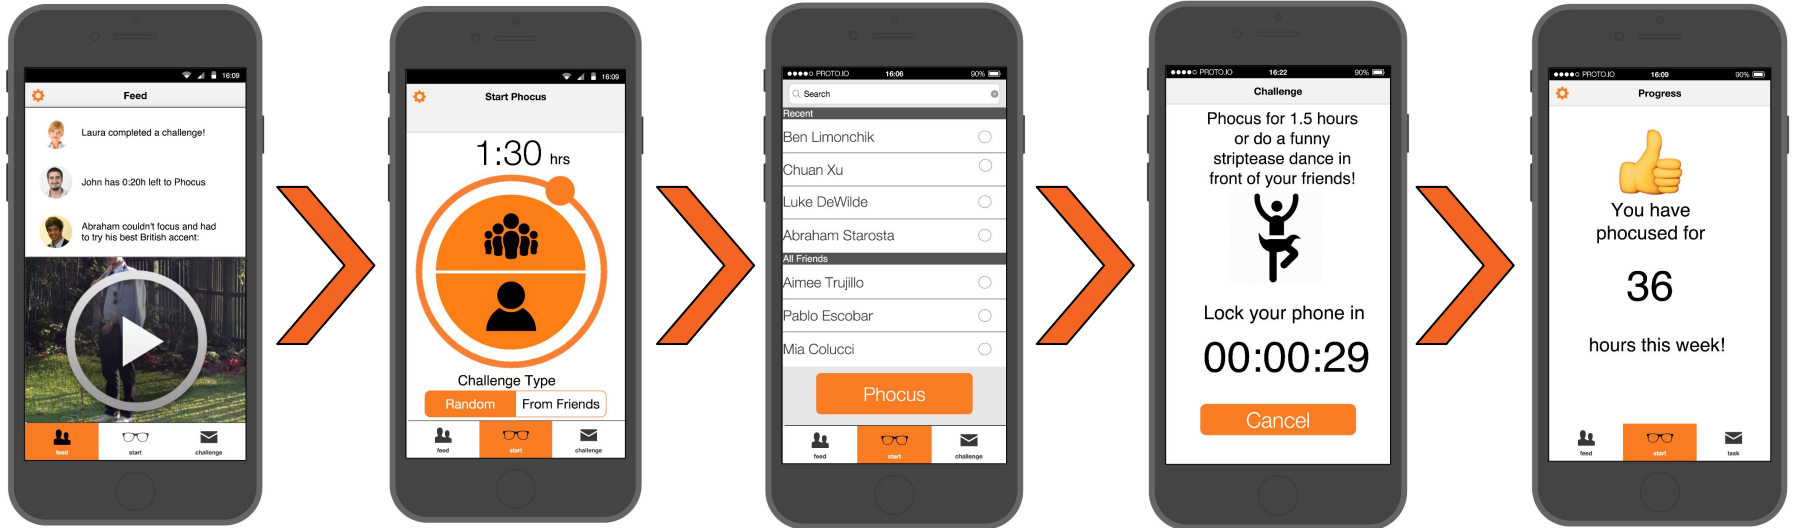 16:09
Feed
Laura completed a challenge!
John has 0:20h left to Phocus
Abraham couldn't focus and had
to try his best British accent:
feed
start
challenge
16:09
Start Phocus
1:30 hrs
Challenge Type
Random
From Friends
feed
start
challenge
PROTO.IO 16:06 90%
Search
Recent
Ben Limonchik
Chuan Xu
Luke DeWilde
Abraham Starosta
All Friends
Aimee Trujillo
Pablo Escobar
Mia Colucci
Phocus
feed
start
challenge
PROTO.IO 16:22 90%
Challenge
Phocus for 1.5 hours
or do a funny
striptease dance in
front of your friends!
Lock your phone in
00:00:29
Cancel
PROTO.IO 16:09 90%
Progress
You have
phocused for
36
hours this week!
feed
start
task